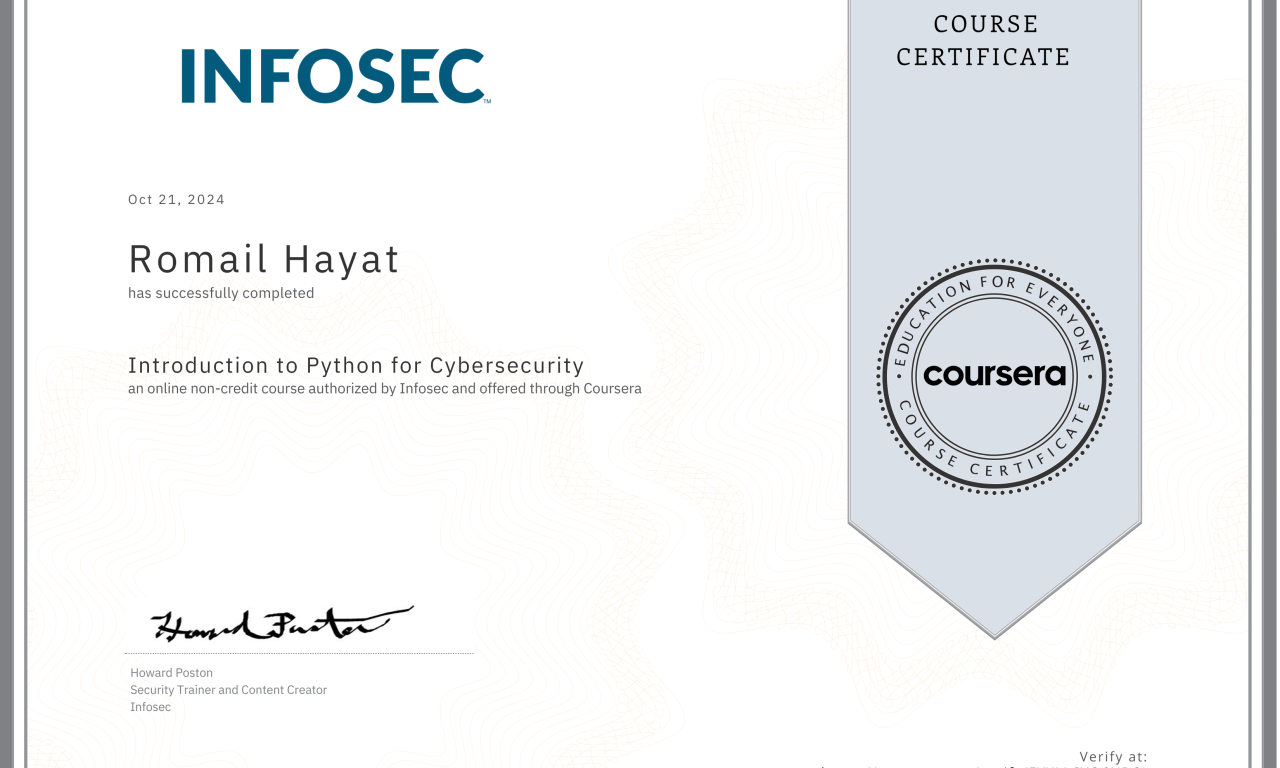 COURSE
CERTIFICATE
INFOSEC™
Oct 21, 2024
Romail Hayat
has successfully completed
Introduction to Python for Cybersecurity
an online non-credit course authorized by Infosec and offered through Coursera
EDUCATION FOR EVERYONE
coursera
COURSE CERTIFICATE
Howard Poston
Howard Poston
Security Trainer and Content Creator
Infosec
Verify at: